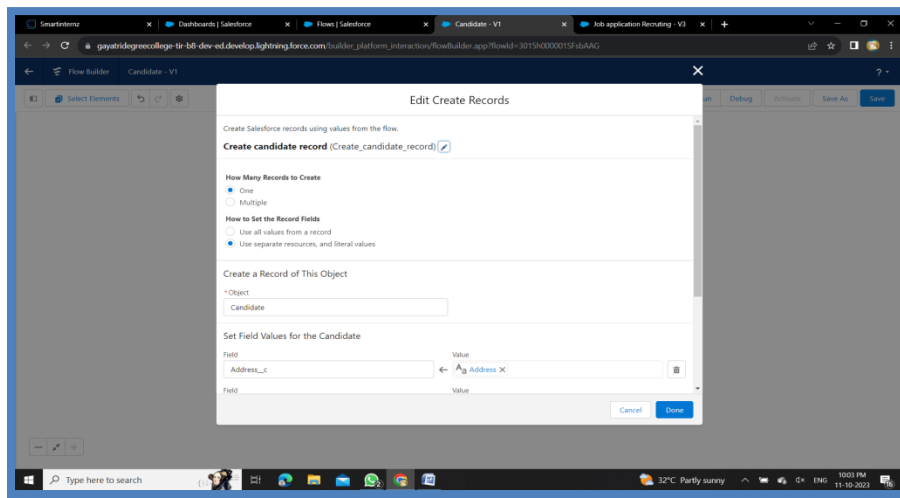 Smartinternz
Dashboards | Salesforce
Flows | Salesforce
Candidate - V1
Job application Recruting - V3
gayatridegreecollege-tir-b8-dev-ed.develop.lightning.force.com/builder_platform_interaction/flowBuilder.app?flowId=3015h000001SFsbAAG
Flow Builder Candidate - V1
Select Elements
un Debug Activate Save As Save
Edit Create Records
Create Salesforce records using values from the flow.
Create candidate record (Create_candidate_record)
How Many Records to Create
One
Multiple
How to Set the Record Fields
Use all values from a record
Use separate resources, and literal values
Create a Record of This Object
*Object
Candidate
Set Field Values for the Candidate
Field Value
Address__c Aa Address
Field Value
Cancel Done
Type here to search
32°C Partly sunny
ENG
10:03 PM
11-10-2023